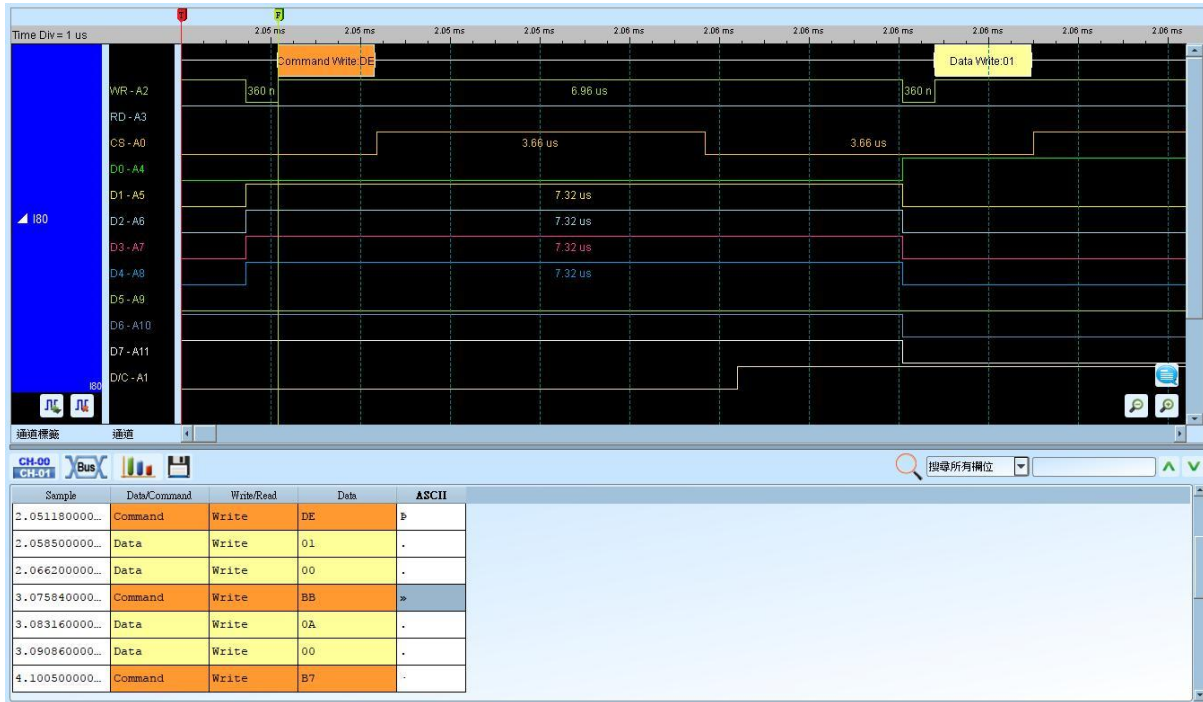 T F
Time Div = 1 us 2.05 ms 2.05 ms 2.05 ms 2.05 ms 2.06 ms 2.06 ms 2.06 ms 2.06 ms 2.06 ms 2.06 ms 2.06 ms
Command Write:DE Data Write:01
WR - A2 360 n 6.96 us 360 n
RD - A3
CS - A0 3.66 us 3.66 us
D0 - A4
D1 - A5 7.32 us
I80 D2 - A6 7.32 us
D3 - A7 7.32 us
D4 - A8 7.32 us
D5 - A9
D6 - A10
D7 - A11
I80 D/C - A1
通道標籤 通道
CH-00 CH-01 Bus 搜尋所有欄位
Sample Data/Command Write/Read Data ASCII
2.051180000... Command Write DE Þ
2.058500000... Data Write 01 .
2.066200000... Data Write 00 .
3.075840000... Command Write BB »
3.083160000... Data Write 0A .
3.090860000... Data Write 00 .
4.100500000... Command Write B7 ·